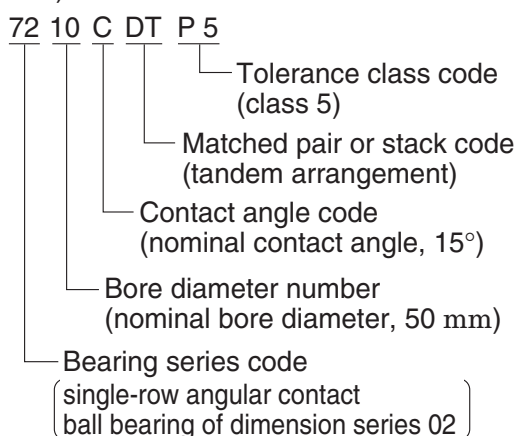 72 10 C DT P 5
Tolerance class code
(class 5)
Matched pair or stack code
(tandem arrangement)
Contact angle code
(nominal contact angle, 15°)
Bore diameter number
(nominal bore diameter, 50 mm)
Bearing series code
(single-row angular contact
ball bearing of dimension series 02)